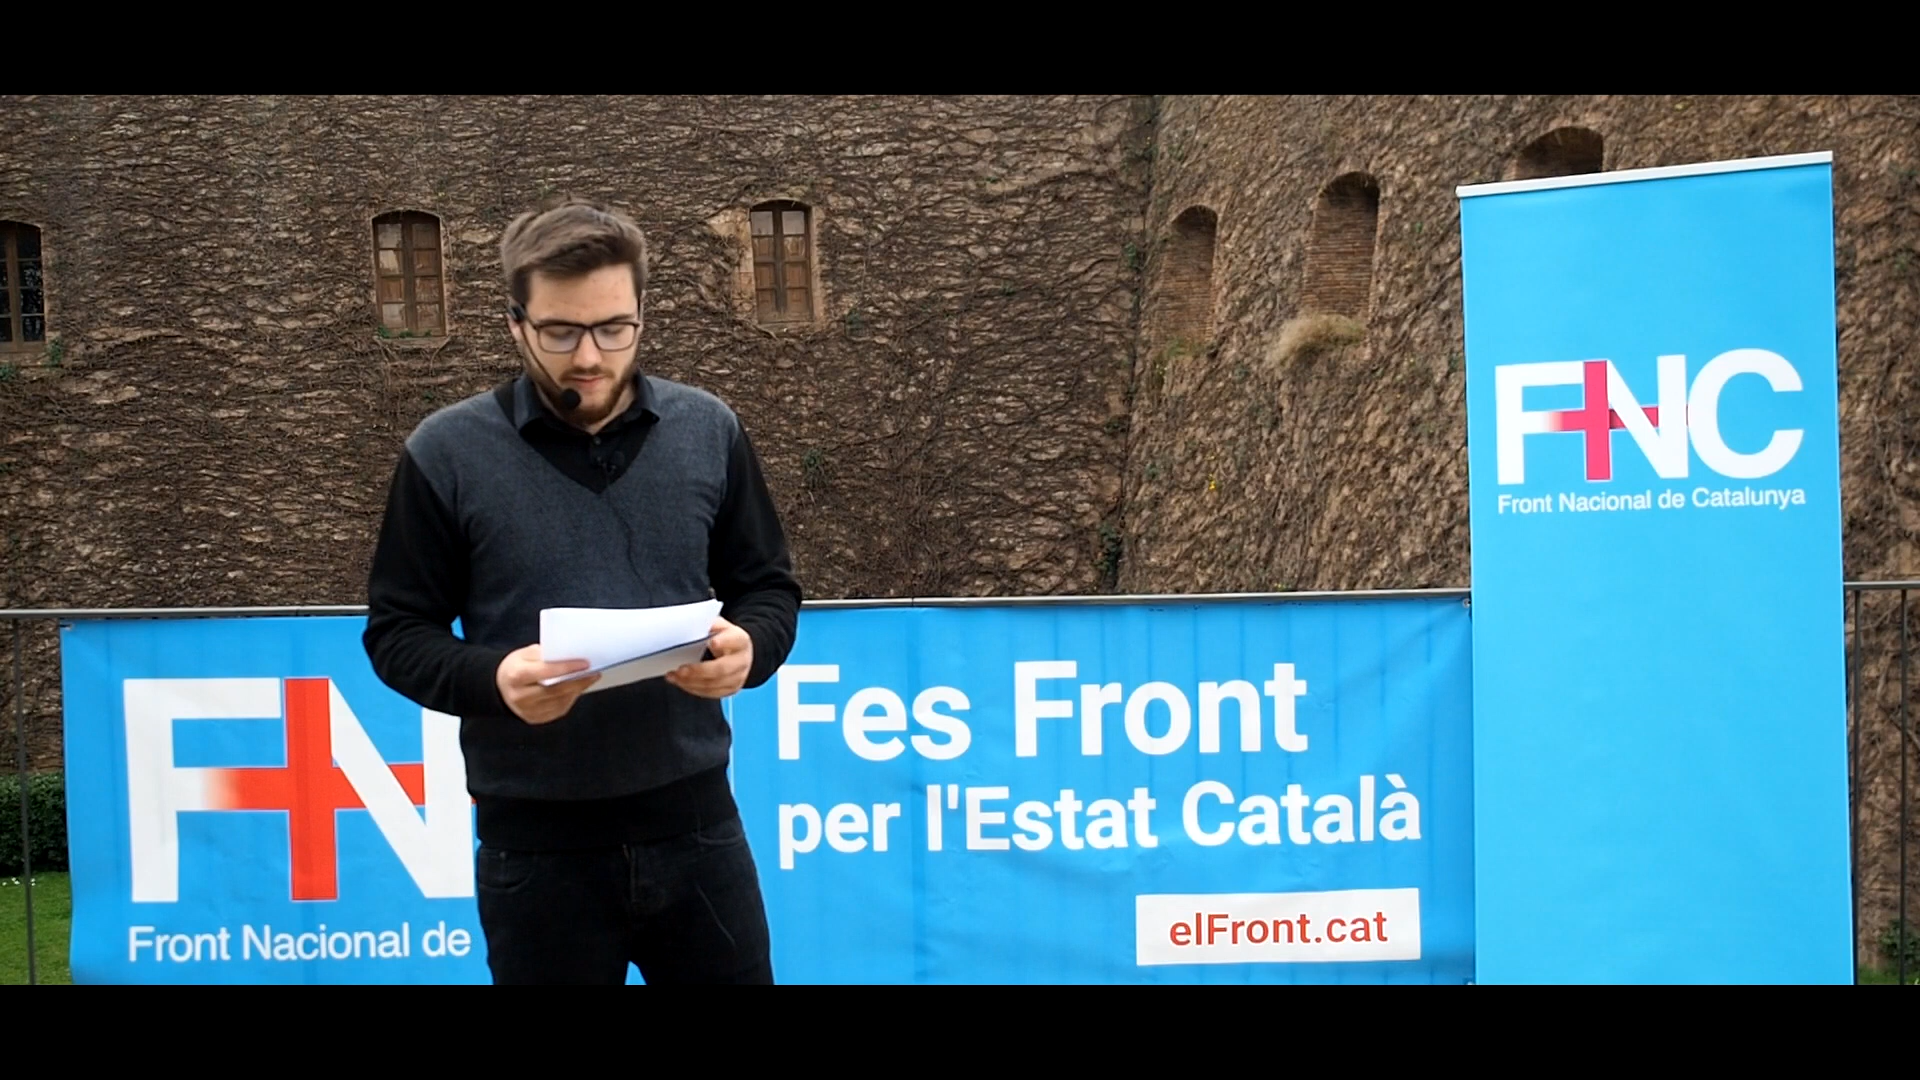 FN
Front Nacional de
Fes Front
per l'Estat Català
elFront.cat
FNC
Front Nacional de Catalunya